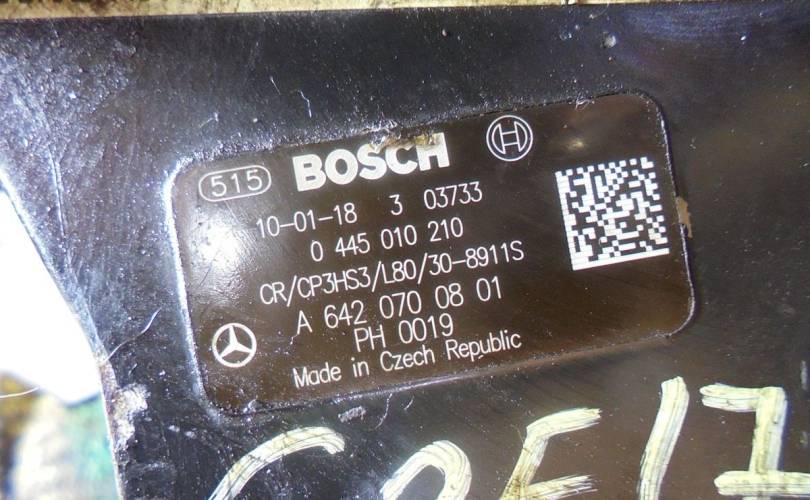 515 BOSCH
10-01-18 3 03733
0 445 010 210
CR/CP3HS3/L80/30-8911S
A 642 070 08 01
PH 0019
Made in Czech Republic